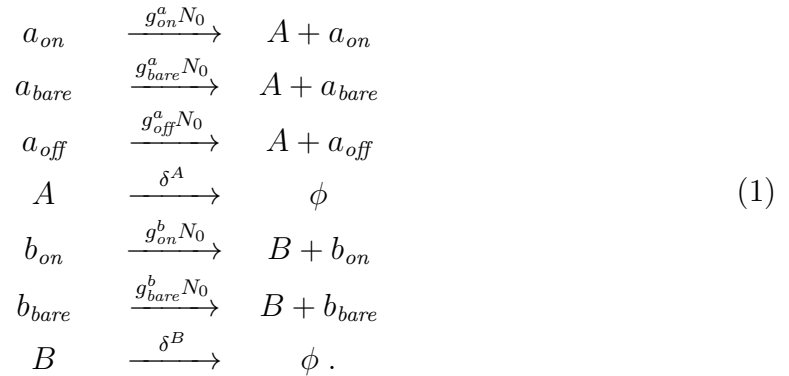 a_{on} \xrightarrow{g^a_{on} N_0} A + a_{on}
a_{bare} \xrightarrow{g^a_{bare} N_0} A + a_{bare}
a_{off} \xrightarrow{g^a_{off} N_0} A + a_{off}
A \xrightarrow{\delta^A} \phi (1)
b_{on} \xrightarrow{g^b_{on} N_0} B + b_{on}
b_{bare} \xrightarrow{g^b_{bare} N_0} B + b_{bare}
B \xrightarrow{\delta^B} \phi .